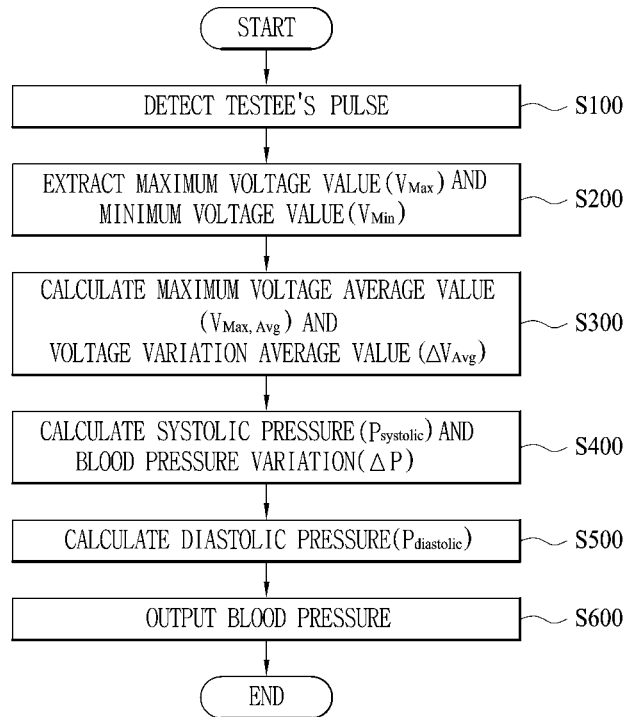 START
DETECT TESTEE'S PULSE
S100
EXTRACT MAXIMUM VOLTAGE VALUE(VMax) AND
MINIMUM VOLTAGE VALUE(VMin)
S200
CALCULATE MAXIMUM VOLTAGE AVERAGE VALUE
(VMax, Avg) AND
VOLTAGE VARIATION AVERAGE VALUE(△VAvg)
S300
CALCULATE SYSTOLIC PRESSURE(Psystolic) AND
BLOOD PRESSURE VARIATION(△P)
S400
CALCULATE DIASTOLIC PRESSURE(Pdiastolic)
S500
OUTPUT BLOOD PRESSURE
S600
END